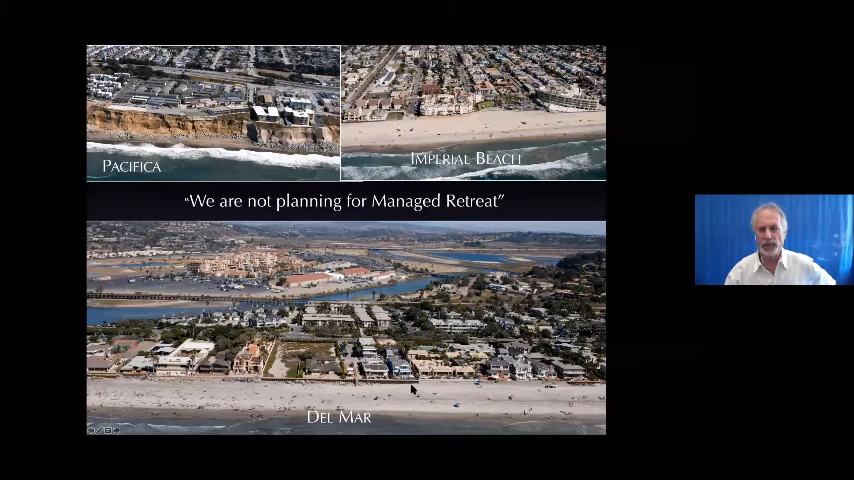 PACIFICA
IMPERIAL BEACH
“We are not planning for Managed Retreat”
DEL MAR